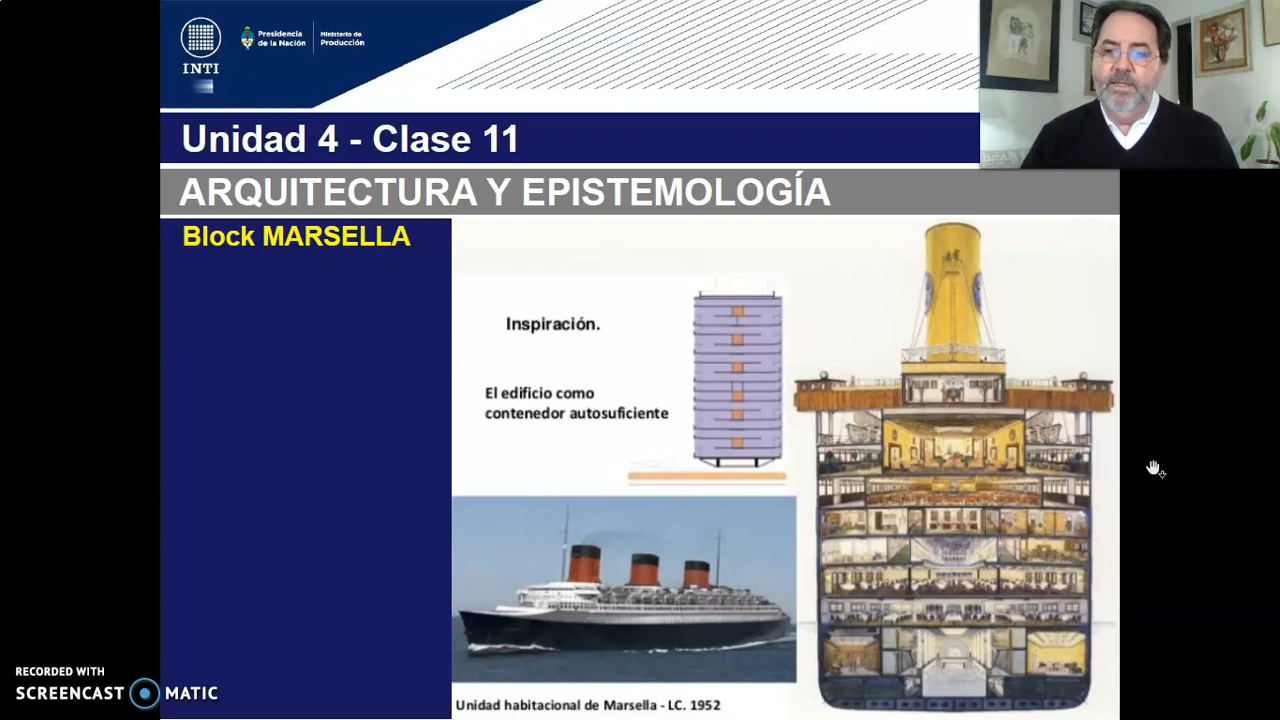 INTI
Presidencia
de la Nación
Ministerio de
Producción
Unidad 4 - Clase 11
ARQUITECTURA Y EPISTEMOLOGÍA
Block MARSELLA
Inspiración.
El edificio como
contenedor autosuficiente
Unidad habitacional de Marsella - LC. 1952
RECORDED WITH
SCREENCAST MATIC